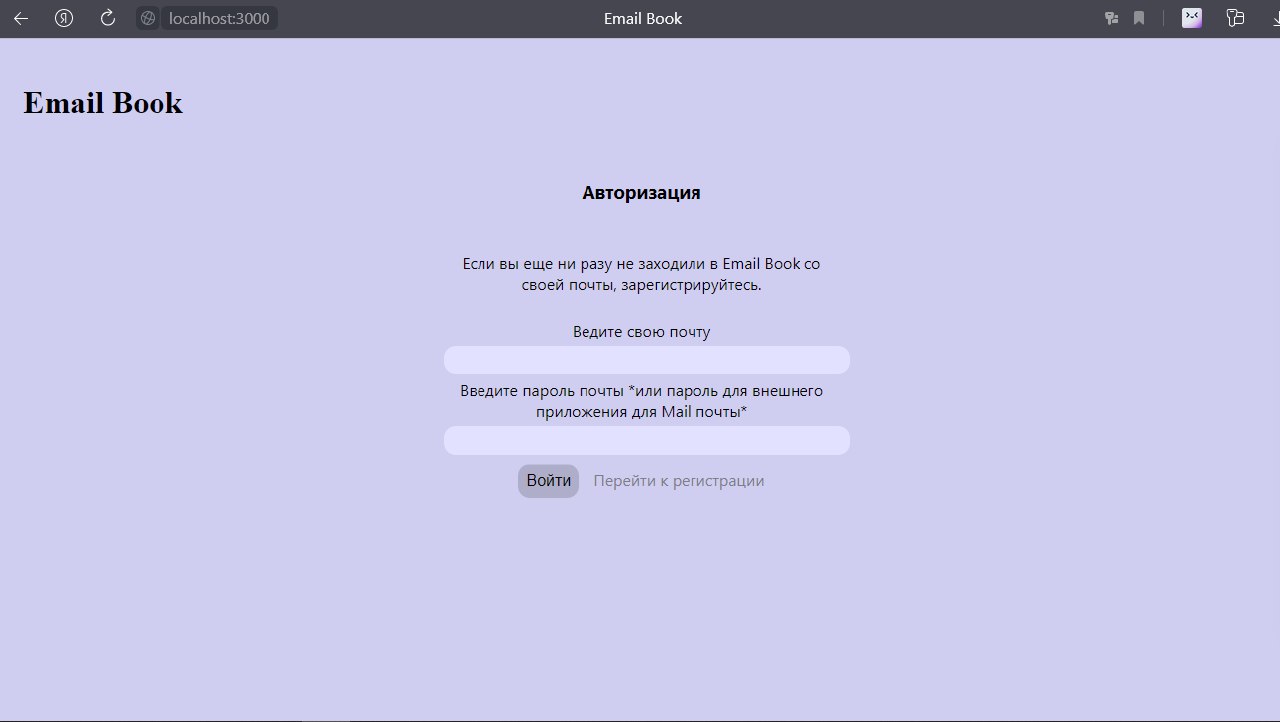 localhost:3000
Email Book
Email Book
Авторизация
Если вы еще ни разу не заходили в Email Book со
своей почты, зарегистрируйтесь.
Ведите свою почту
Введите пароль почты *или пароль для внешнего
приложения для Mail почты*
Войти Перейти к регистрации